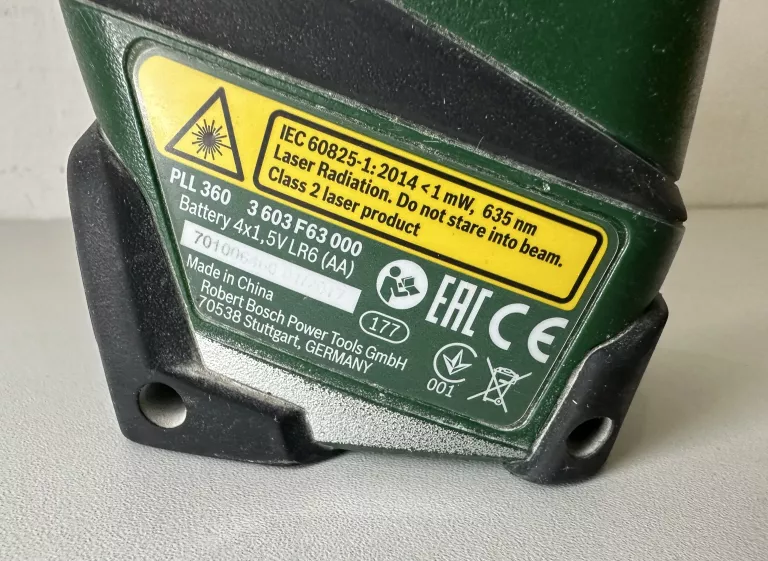 IEC 60825-1: 2014 <1 mW, 635 nm
Laser Radiation. Do not stare into beam.
Class 2 laser product
PLL 360 3 603 F63 000
Battery 4x1,5V LR6 (AA)
Made in China
Robert Bosch Power Tools GmbH
70538 Stuttgart, GERMANY
177
EAC CE
001